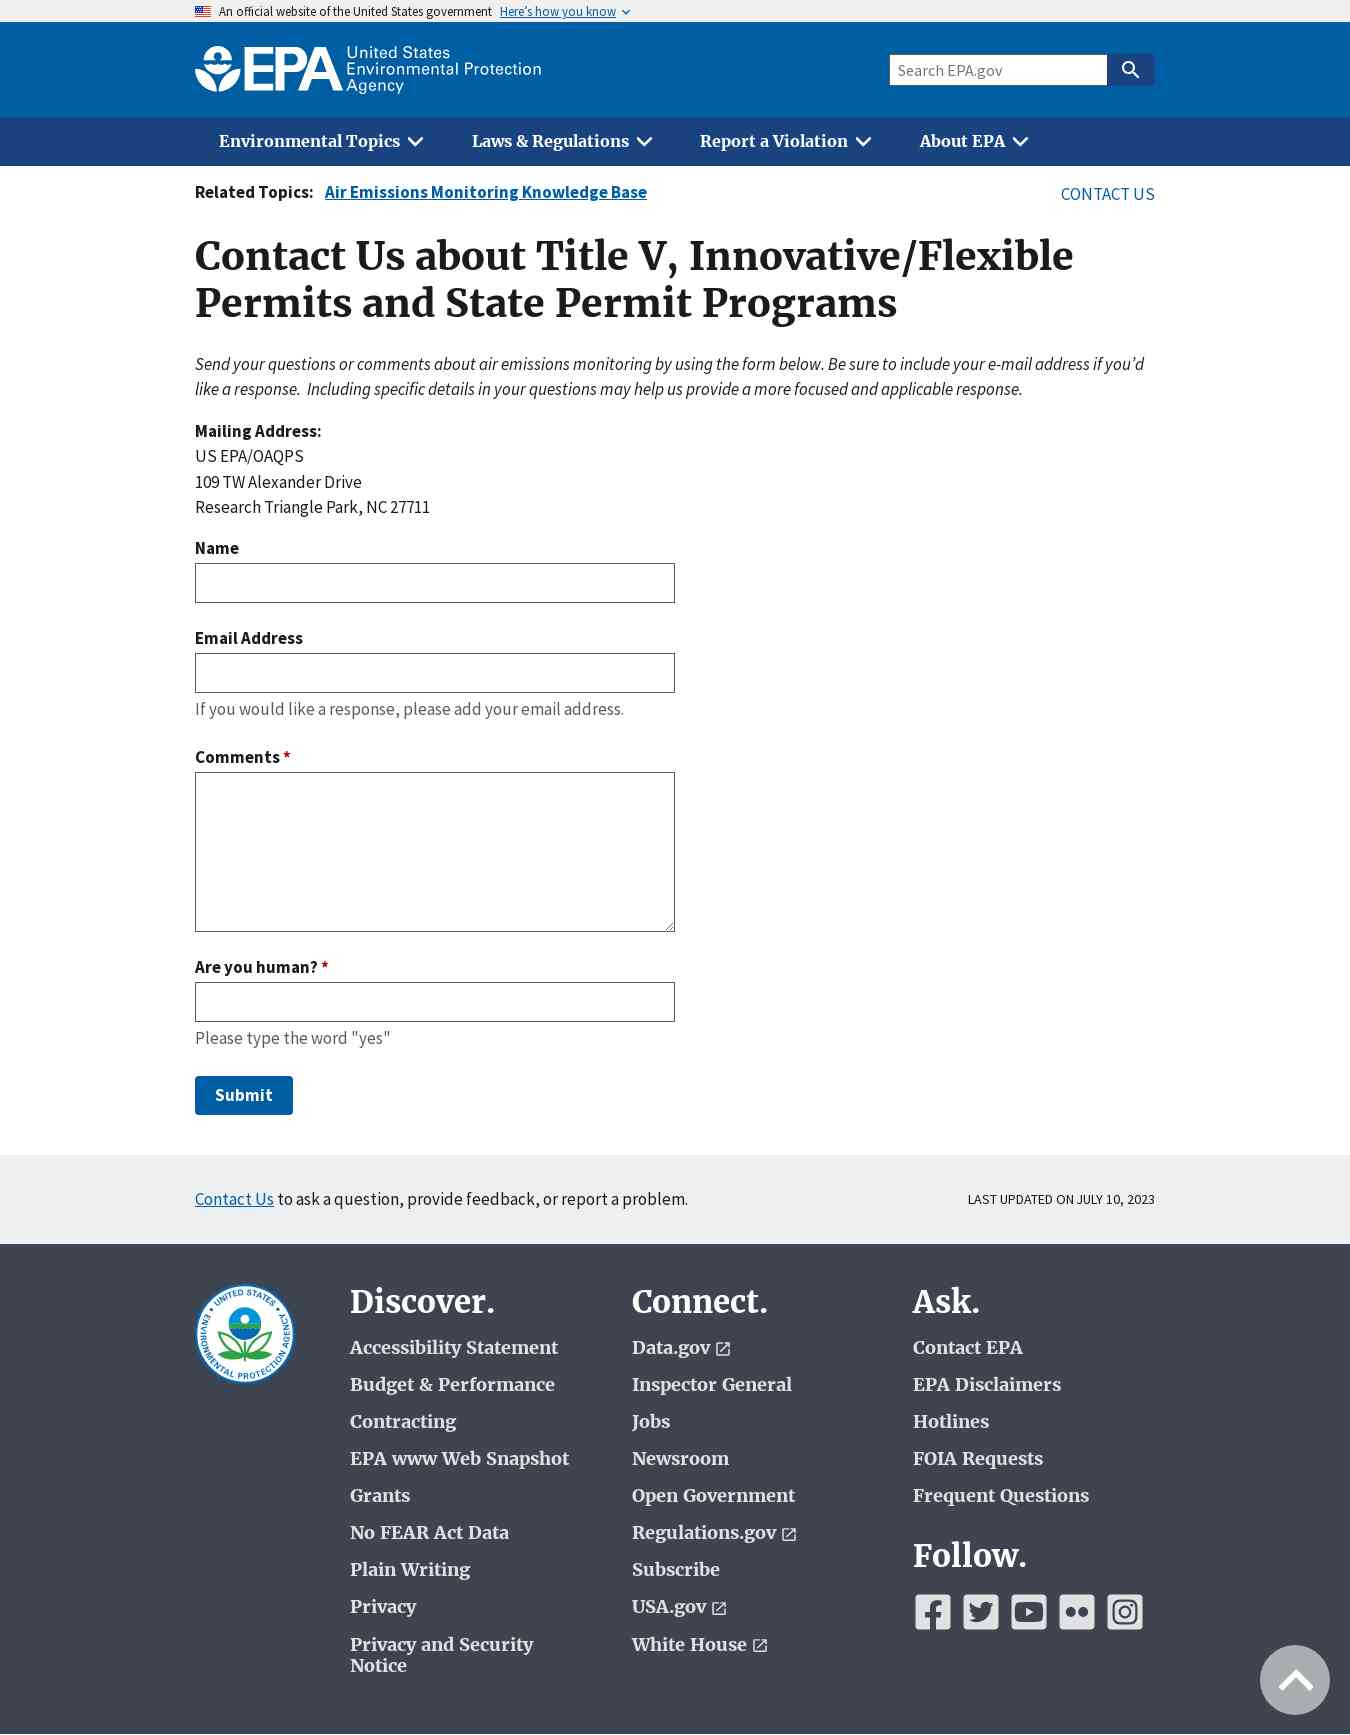 An official website of the United States government Here's how you know
EPA United States
Environmental Protection
Agency
Search EPA.gov
Environmental Topics Laws & Regulations Report a Violation About EPA
Related Topics: Air Emissions Monitoring Knowledge Base
CONTACT US
Contact Us about Title V, Innovative/Flexible
Permits and State Permit Programs
Send your questions or comments about air emissions monitoring by using the form below. Be sure to include your e-mail address if you'd
like a response. Including specific details in your questions may help us provide a more focused and applicable response.
Mailing Address:
US EPA/OAQPS
109 TW Alexander Drive
Research Triangle Park, NC 27711
Name
Email Address
If you would like a response, please add your email address.
Comments *
Are you human? *
Please type the word "yes"
Submit
Contact Us to ask a question, provide feedback, or report a problem.
LAST UPDATED ON JULY 10, 2023
UNITED STATES
ENVIRONMENTAL PROTECTION AGENCY
Discover.
Accessibility Statement
Budget & Performance
Contracting
EPA www Web Snapshot
Grants
No FEAR Act Data
Plain Writing
Privacy
Privacy and Security
Notice
Connect.
Data.gov
Inspector General
Jobs
Newsroom
Open Government
Regulations.gov
Subscribe
USA.gov
White House
Ask.
Contact EPA
EPA Disclaimers
Hotlines
FOIA Requests
Frequent Questions
Follow.